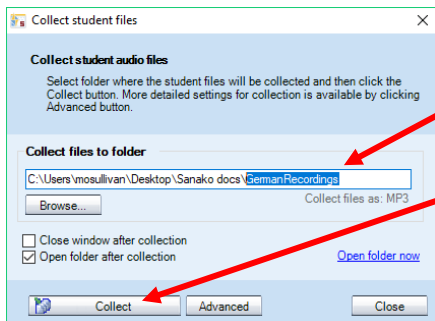 Collect student files
Collect student audio files
Select folder where the student files will be collected and then click the
Collect button. More detailed settings for collection is available by clicking
Advanced button.
Collect files to folder
C:\Users\mosullivan\Desktop\Sanako docs\GermanRecordings
Browse...
Collect files as: MP3
Close window after collection
Open folder after collection
Open folder now
Collect
Advanced
Close